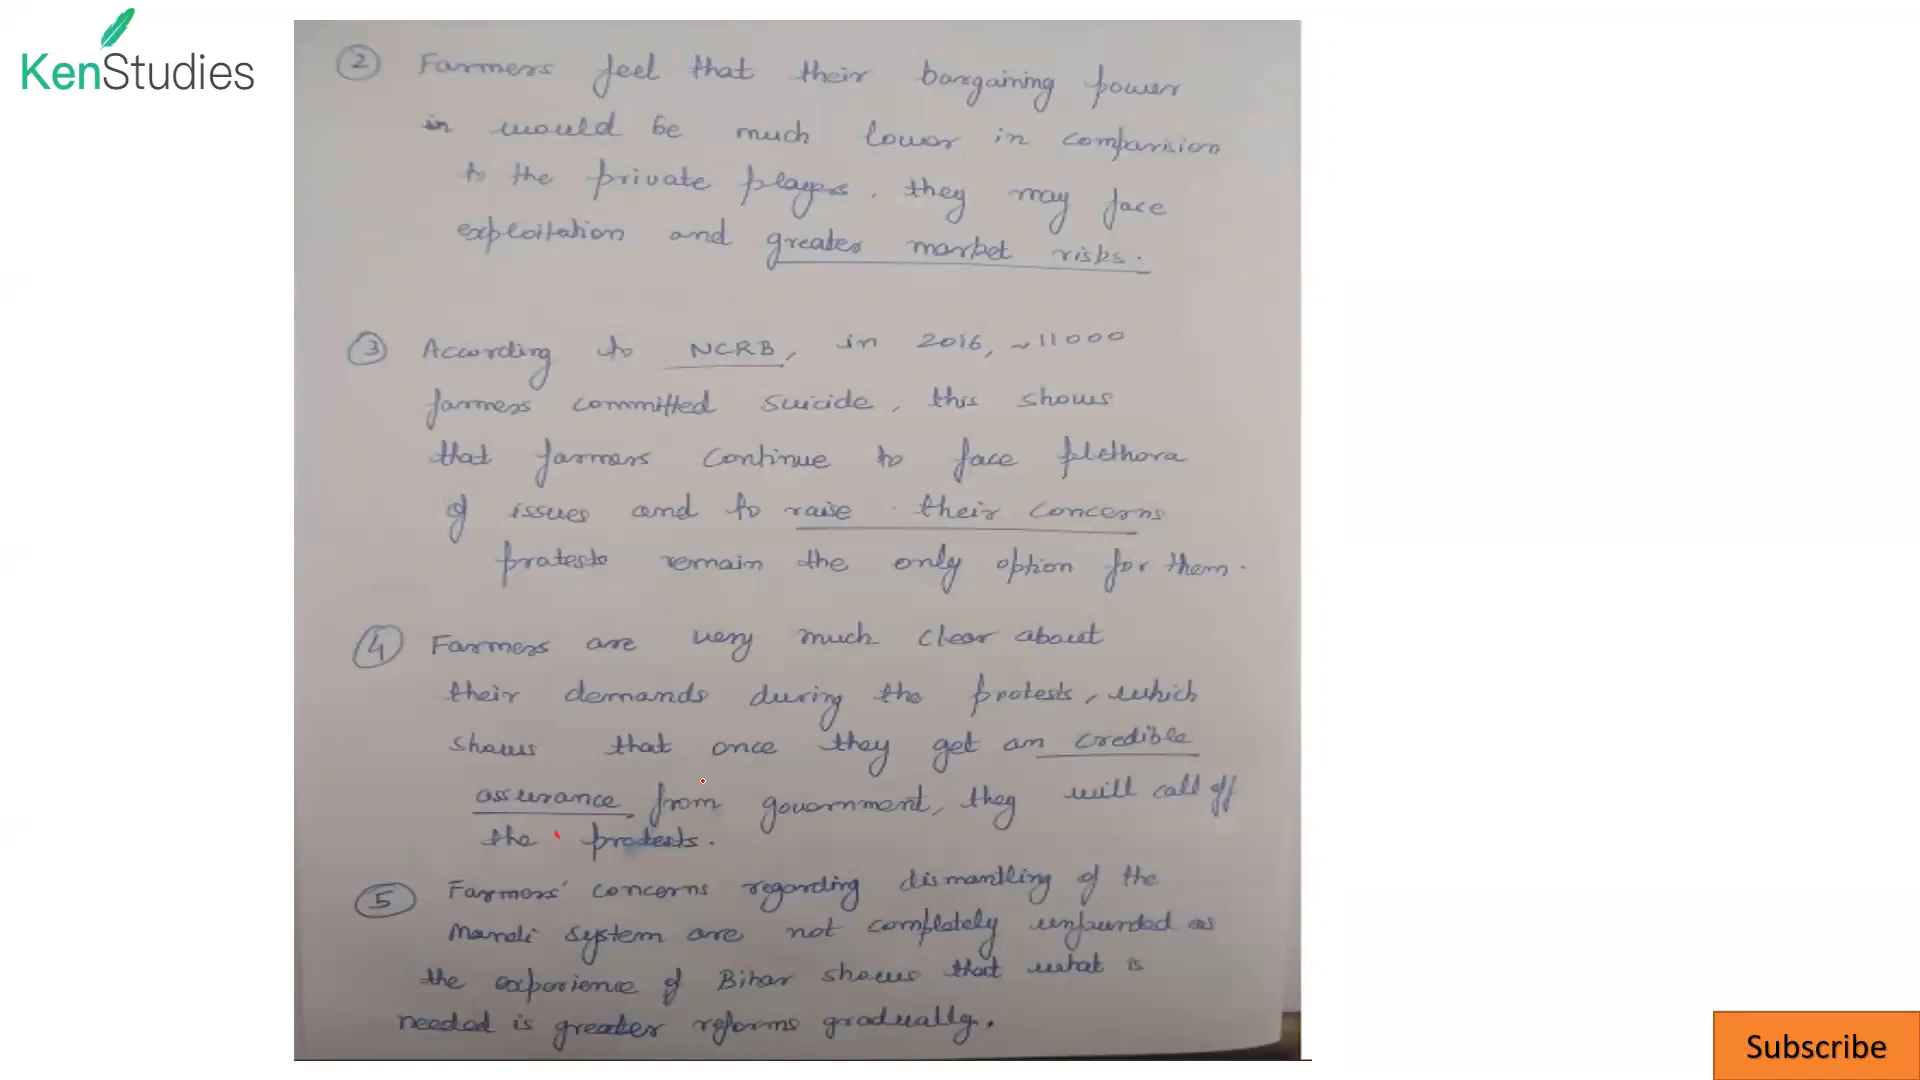 KenStudies
② Farmers feel that their bargaining power
in would be much lower in comparision
to the private players. they may face
exploitation and greater market risks.
③ According to NCRB, in 2016, ~11000
farmers committed suicide, this shows
that farmers continue to face plethora
of issues and to raise their concerns
protests remain the only option for them.
④ Farmers are very much clear about
their demands during the protests, which
shows that once they get an credible
assurance from government, they will call off
the protests.
⑤ Farmers' concerns regarding dismantling of the
Mandi system are not completely unfounded as
the experience of Bihar shows that what is
needed is greater reforms gradually.
Subscribe